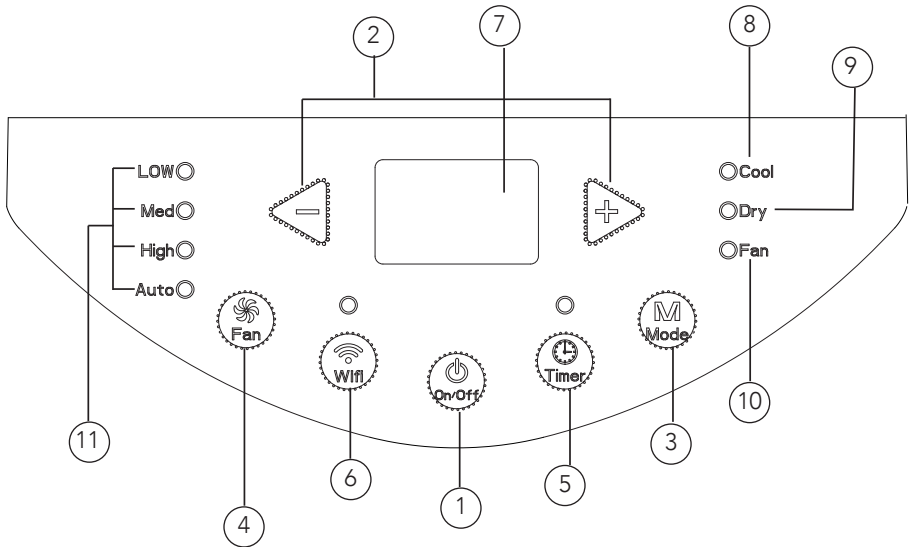 2
7
8
9
LOW
Med
High
Auto
−
+
Cool
Dry
Fan
Fan
Wifi
On/Off
Timer
M
Mode
11
4
6
1
5
3
10